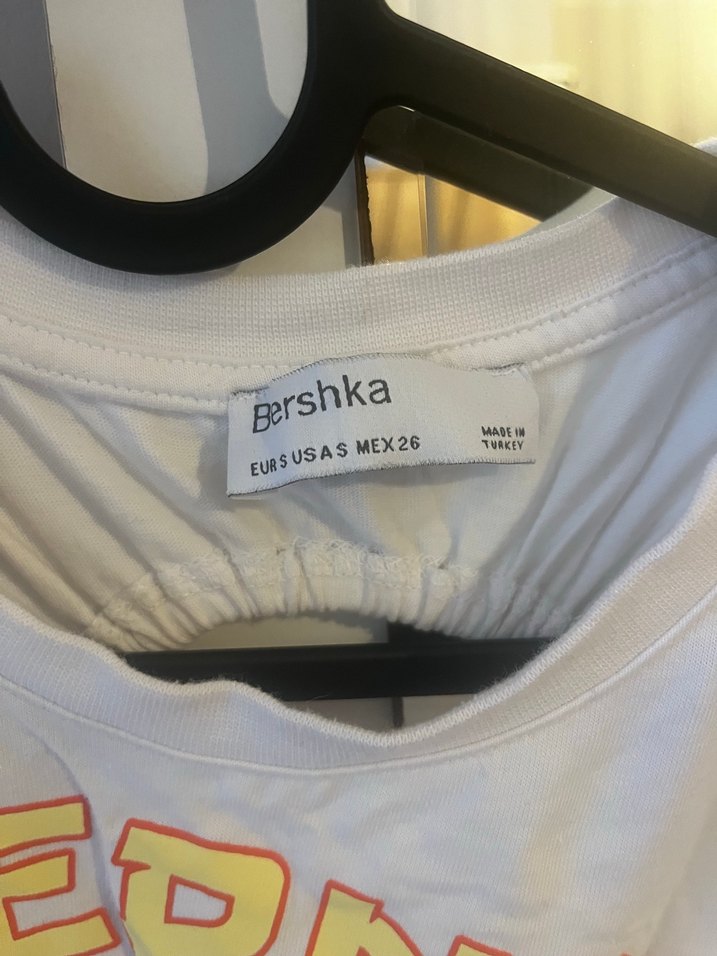 Bershka
EUR S USA S MEX 26
MADE IN
TURKEY